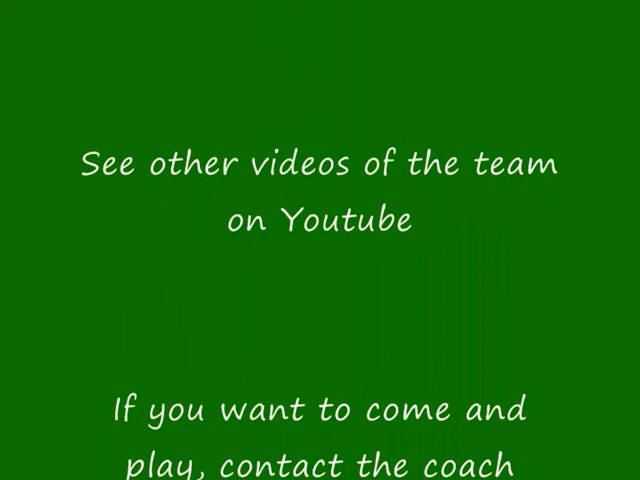 See other videos of the team
on Youtube
If you want to come and
play, contact the coach